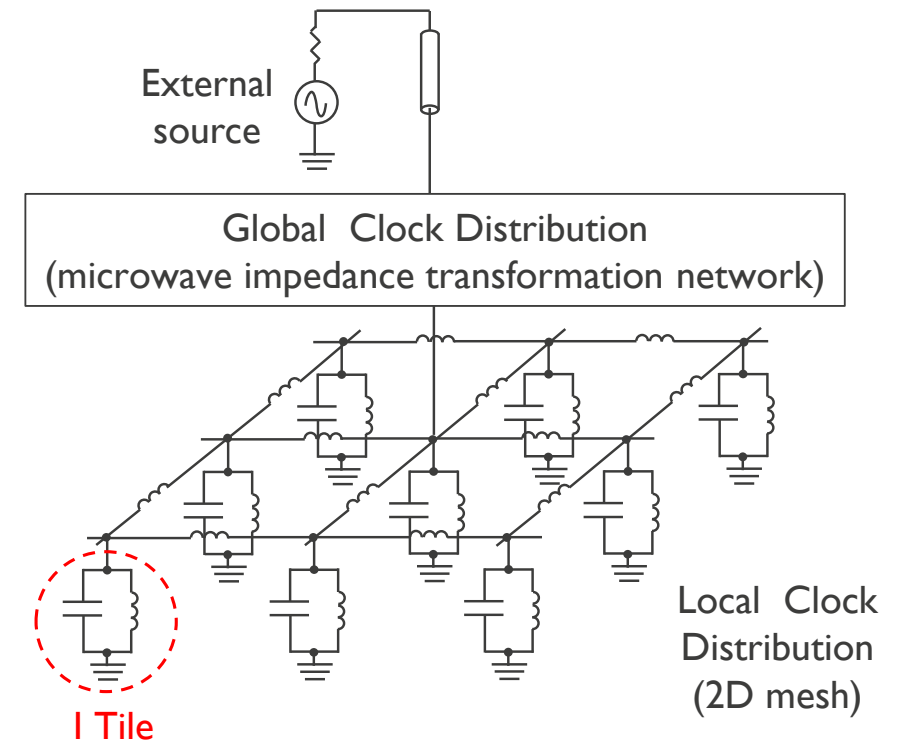 External
source
Global Clock Distribution
(microwave impedance transformation network)
Local Clock
Distribution
(2D mesh)
1 Tile